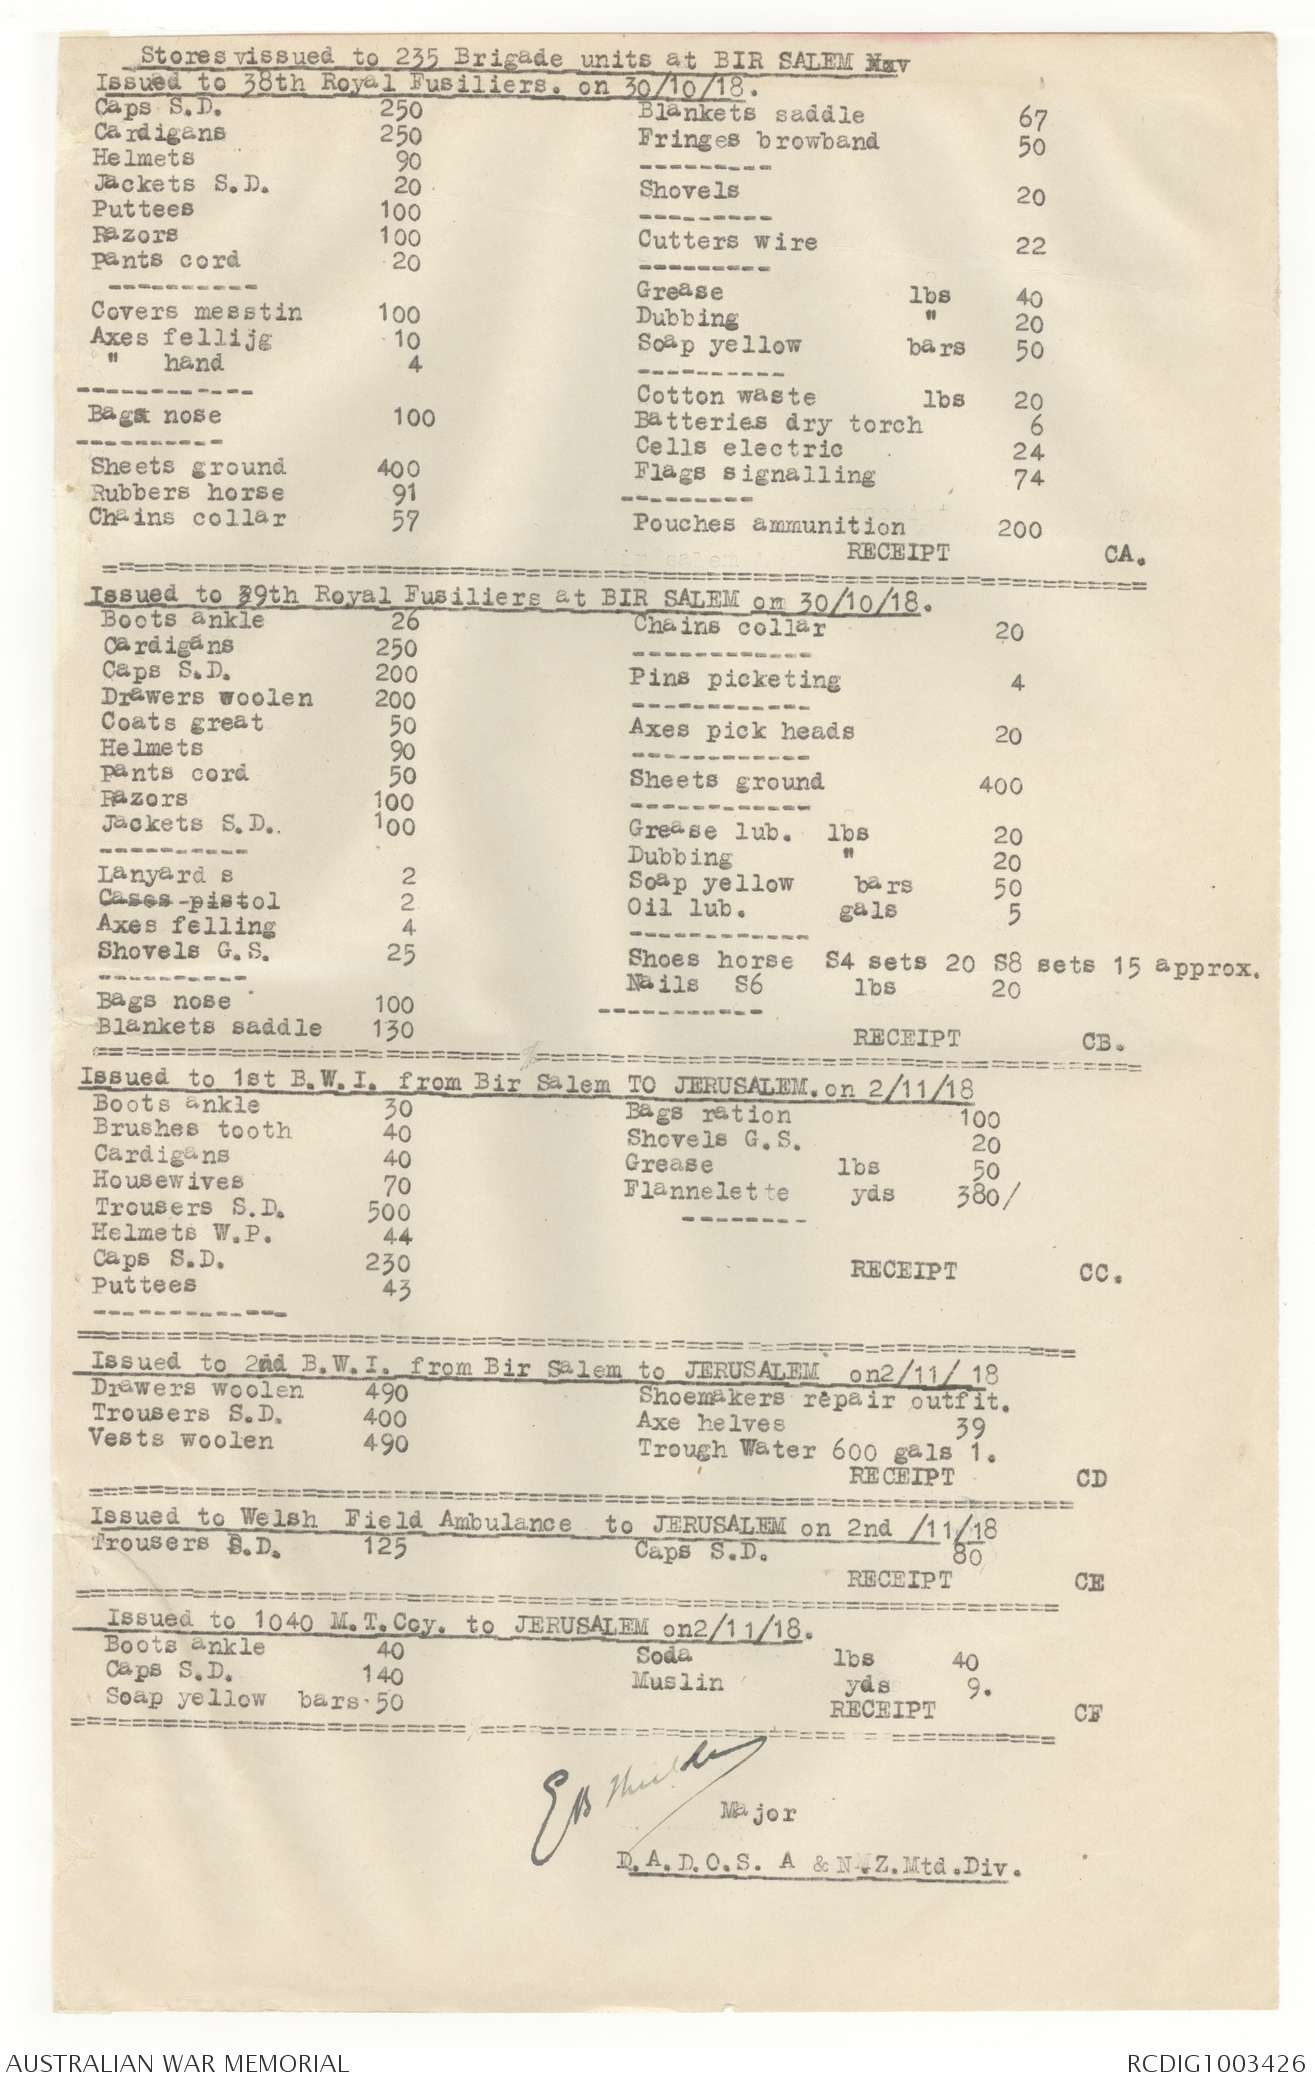 Stores vissued to 235 Brigade units at BIR SALEM Nov
Issued to 38th Royal Fusiliers. on 30/10/18.
Caps S.D. 250
Cardigans 250
Helmets 90
Jackets S.D. 20
Puttees 100
Razors 100
Pants cord 20
----------
Covers messtin 100
Axes fellijg 10
" hand 4
------------
Bags nose 100
----------
Sheets ground 400
Rubbers horse 91
Chains collar 57
Blankets saddle 67
Fringes browband 50
---------
Shovels 20
---------
Cutters wire 22
---------
Grease lbs 40
Dubbing " 20
Soap yellow bars 50
----------
Cotton waste lbs 20
Batteries dry torch 6
Cells electric 24
Flags signalling 74
---------
Pouches ammunition 200
RECEIPT CA.
Issued to 39th Royal Fusiliers at BIR SALEM on 30/10/18.
Boots ankle 26
Cardigans 250
Caps S.D. 200
Drawers woolen 200
Coats great 50
Helmets 90
Pants cord 50
Razors 100
Jackets S.D.. 100
----------
Lanyard s 2
Cases-pistol 2
Axes felling 4
Shovels G.S. 25
----------
Bags nose 100
Blankets saddle 130
Chains collar 20
------------
Pins picketing 4
------------
Axes pick heads 20
------------
Sheets ground 400
------------
Grease lub. lbs 20
Dubbing " 20
Soap yellow bars 50
Oil lub. gals 5
------------
Shoes horse S4 sets 20 S8 sets 15 approx.
Nails S6 lbs 20
-----------
RECEIPT CB.
Issued to 1st B.W.I. from Bir Salem TO JERUSALEM. on 2/11/18
Boots ankle 30
Brushes tooth 40
Cardigans 40
Housewives 70
Trousers S.D. 500
Helmets W.P. 44
Caps S.D. 230
Puttees 43
-------------
Bags ration 100
Shovels G.S. 20
Grease lbs 50
Flannelette yds 380/
--------
RECEIPT CC.
Issued to 2nd B.W.I. from Bir Salem to JERUSALEM on2/11/ 18
Drawers woolen 490
Trousers S.D. 400
Vests woolen 490
Shoemakers repair outfit.
Axe helves 39
Trough Water 600 gals 1.
RECEIPT CD
Issued to Welsh Field Ambulance to JERUSALEM on 2nd /11/18
Trousers S.D. 125
Caps S.D. 80
RECEIPT CE
Issued to 1040 M.T.Coy. to JERUSALEM on2/11/18.
Boots ankle 40
Caps S.D. 140
Soap yellow bars 50
Soda lbs 40
Muslin yds 9.
RECEIPT CF
Major
D.A.D.O.S. A & N.Z.Mtd.Div.
AUSTRALIAN WAR MEMORIAL
RCDIG1003426